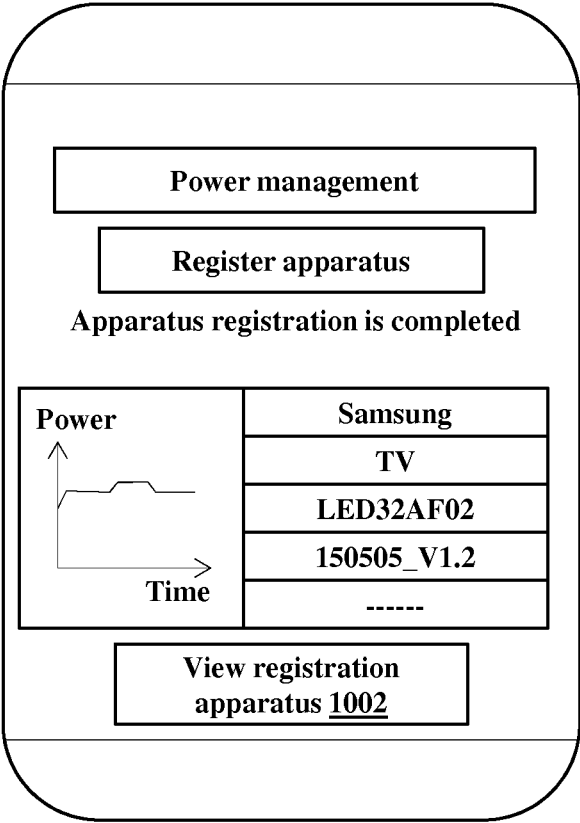 Power management
Register apparatus
Apparatus registration is completed
Power
Time
Samsung
TV
LED32AF02
150505_V1.2
------
View registration
apparatus 1002